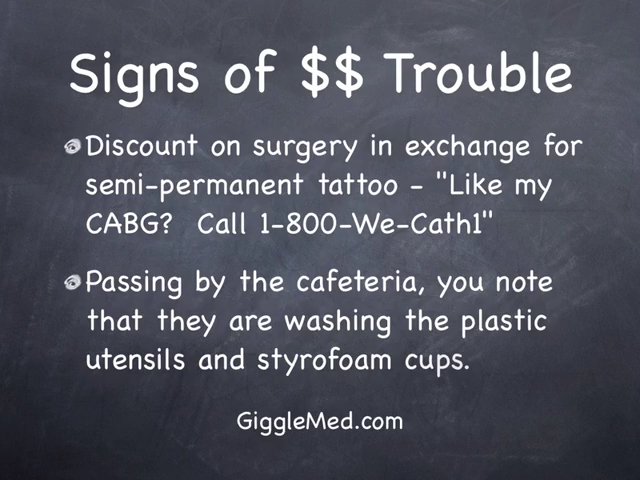 Signs of $$ Trouble
Discount on surgery in exchange for
semi-permanent tattoo - "Like my
CABG?  Call 1-800-We-Cath1"
Passing by the cafeteria, you note
that they are washing the plastic
utensils and styrofoam cups.
GiggleMed.com